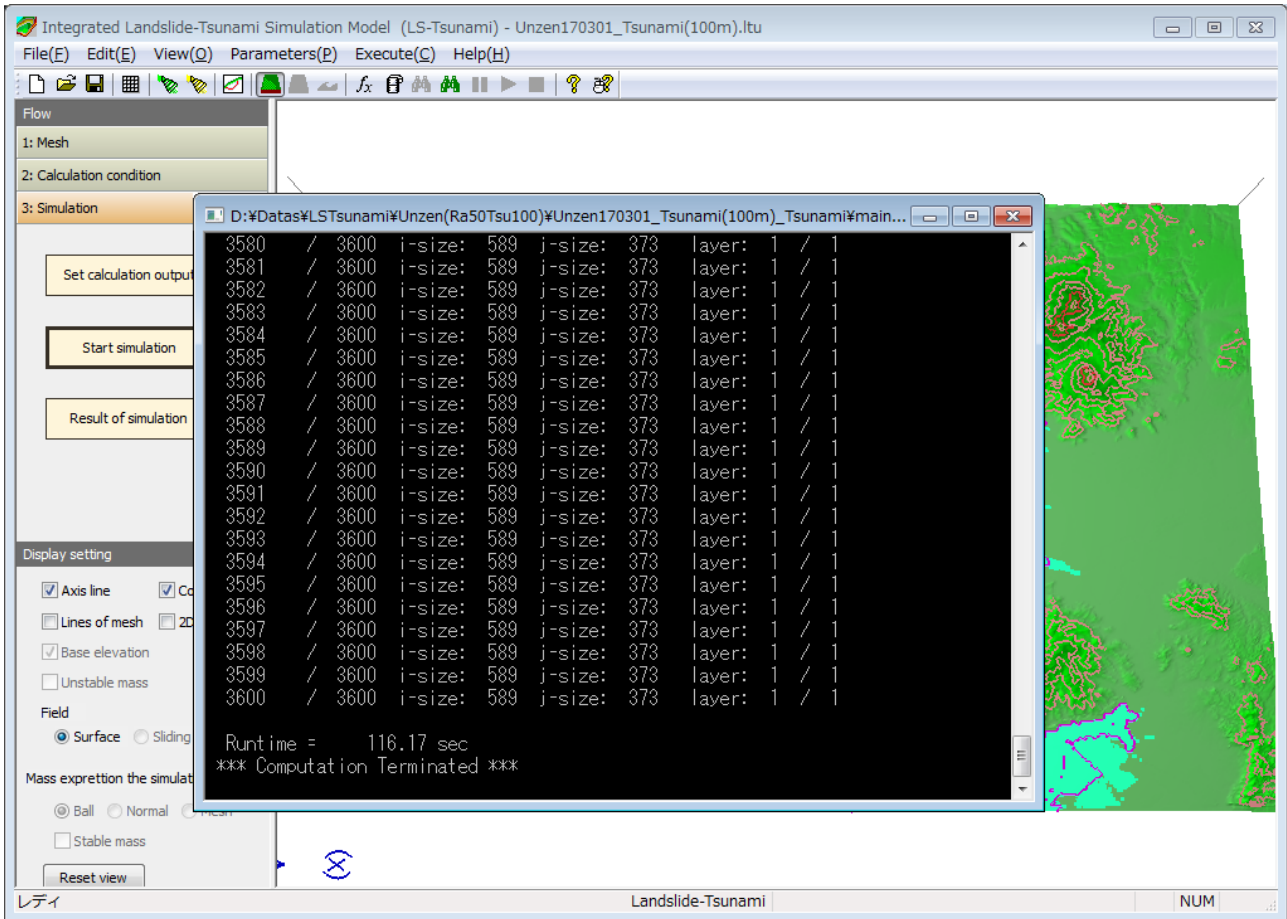 Integrated Landslide-Tsunami Simulation Model (LS-Tsunami) - Unzen170301_Tsunami(100m).ltu
File(F) Edit(E) View(O) Parameters(P) Execute(C) Help(H)
Flow
1: Mesh
2: Calculation condition
3: Simulation
Set calculation output
Start simulation
Result of simulation
D:¥Datas¥LSTsunami¥Unzen(Ra50Tsu100)¥Unzen170301_Tsunami(100m)_Tsunami¥main...
3580 / 3600 i-size: 589 j-size: 373 layer: 1 / 1
3581 / 3600 i-size: 589 j-size: 373 layer: 1 / 1
3582 / 3600 i-size: 589 j-size: 373 layer: 1 / 1
3583 / 3600 i-size: 589 j-size: 373 layer: 1 / 1
3584 / 3600 i-size: 589 j-size: 373 layer: 1 / 1
3585 / 3600 i-size: 589 j-size: 373 layer: 1 / 1
3586 / 3600 i-size: 589 j-size: 373 layer: 1 / 1
3587 / 3600 i-size: 589 j-size: 373 layer: 1 / 1
3588 / 3600 i-size: 589 j-size: 373 layer: 1 / 1
3589 / 3600 i-size: 589 j-size: 373 layer: 1 / 1
3590 / 3600 i-size: 589 j-size: 373 layer: 1 / 1
3591 / 3600 i-size: 589 j-size: 373 layer: 1 / 1
3592 / 3600 i-size: 589 j-size: 373 layer: 1 / 1
3593 / 3600 i-size: 589 j-size: 373 layer: 1 / 1
3594 / 3600 i-size: 589 j-size: 373 layer: 1 / 1
3595 / 3600 i-size: 589 j-size: 373 layer: 1 / 1
3596 / 3600 i-size: 589 j-size: 373 layer: 1 / 1
3597 / 3600 i-size: 589 j-size: 373 layer: 1 / 1
3598 / 3600 i-size: 589 j-size: 373 layer: 1 / 1
3599 / 3600 i-size: 589 j-size: 373 layer: 1 / 1
3600 / 3600 i-size: 589 j-size: 373 layer: 1 / 1
Runtime = 116.17 sec
*** Computation Terminated ***
Display setting
Axis line Co
Lines of mesh 2D
Base elevation
Unstable mass
Field
Surface Sliding
Mass exprettion the simulat
Ball Normal Mesh
Stable mass
Reset view
レディ Landslide-Tsunami NUM